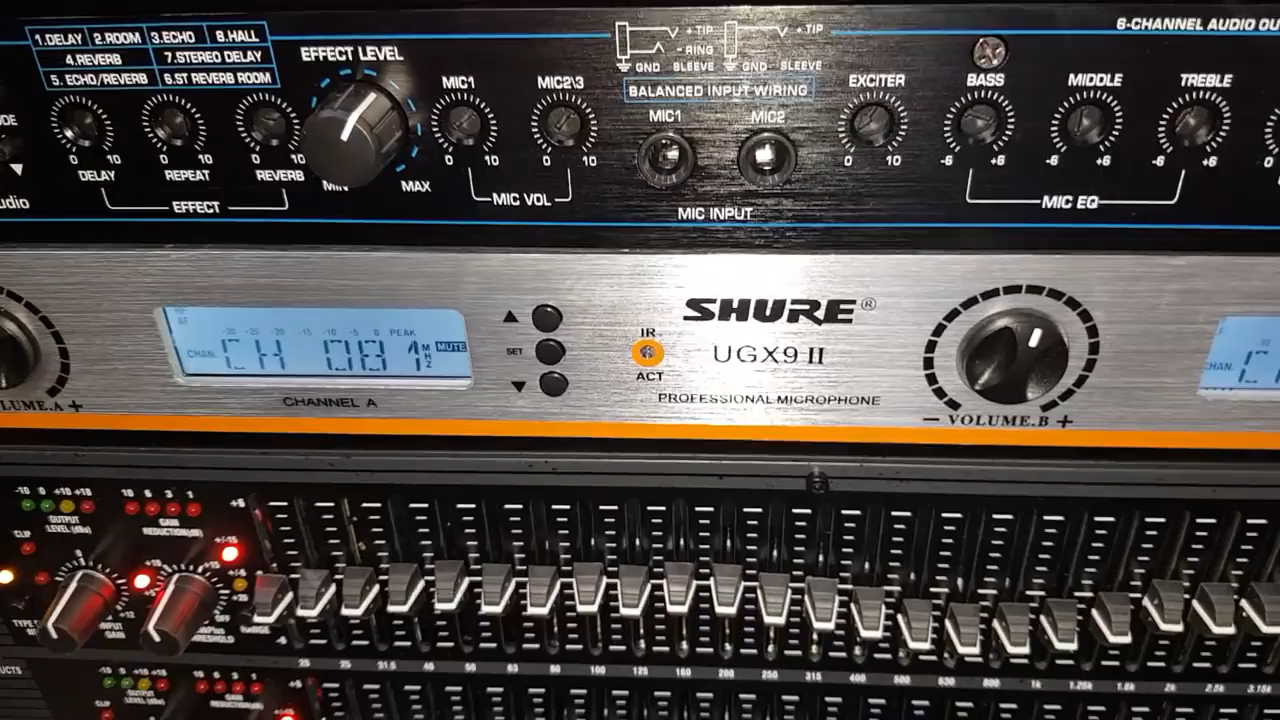 1.DELAY 2.ROOM 3.ECHO 8.HALL
4.REVERB 7.STEREO DELAY
5. ECHO/REVERB 6.ST REVERB ROOM
EFFECT LEVEL
MIN MAX
0 10 0 10 0 10
DELAY REPEAT REVERB
EFFECT
MIC1 MIC2\3
0 10 0 10
MIC VOL
+ TIP + TIP
- RING
GND SLEEVE GND SLEEVE
BALANCED INPUT WIRING
MIC1 MIC2
MIC INPUT
6-CHANNEL AUDIO
EXCITER BASS MIDDLE TREBLE
0 10 -6 +6 -6 +6 -6 +6
MIC EQ
-30 -25 -20 -15 -10 -5 0 PEAK
AF
CHAN. CH 081 MHZ MUTE
CHANNEL A
SET
IR
ACT
SHURE®
UGX9 II
PROFESSIONAL MICROPHONE
- VOLUME.B +
-10 0 +10 +18 10 6 3 1
OUTPUT LEVEL (dBu) GAIN REDUCTION (dB)
CLIP
+/-15
+6
INPUT GAIN
RANGE
25 31.5 40 50 63 80 100 125 160 200 250 315 400 500 630 800 1k 1.25k 1.6k 2k 2.5k 3.15k